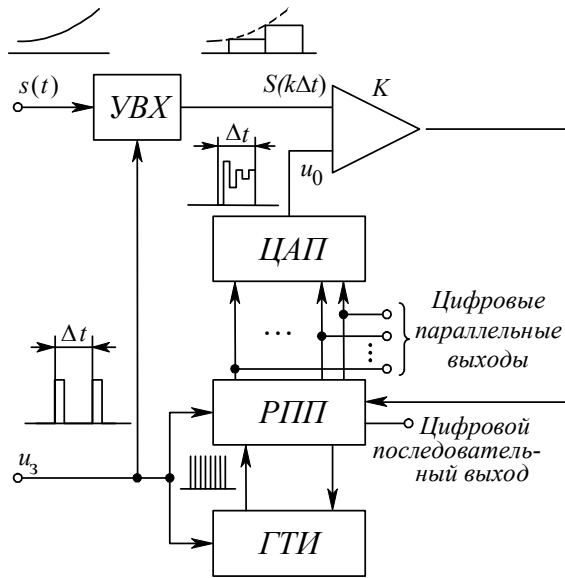 s(t)
УВХ
S(kΔt)
K
Δt
u₀
ЦАП
Цифровые
параллельные
выходы
Δt
РПП
Цифровой
последователь-
ный выход
uз
ГТИ